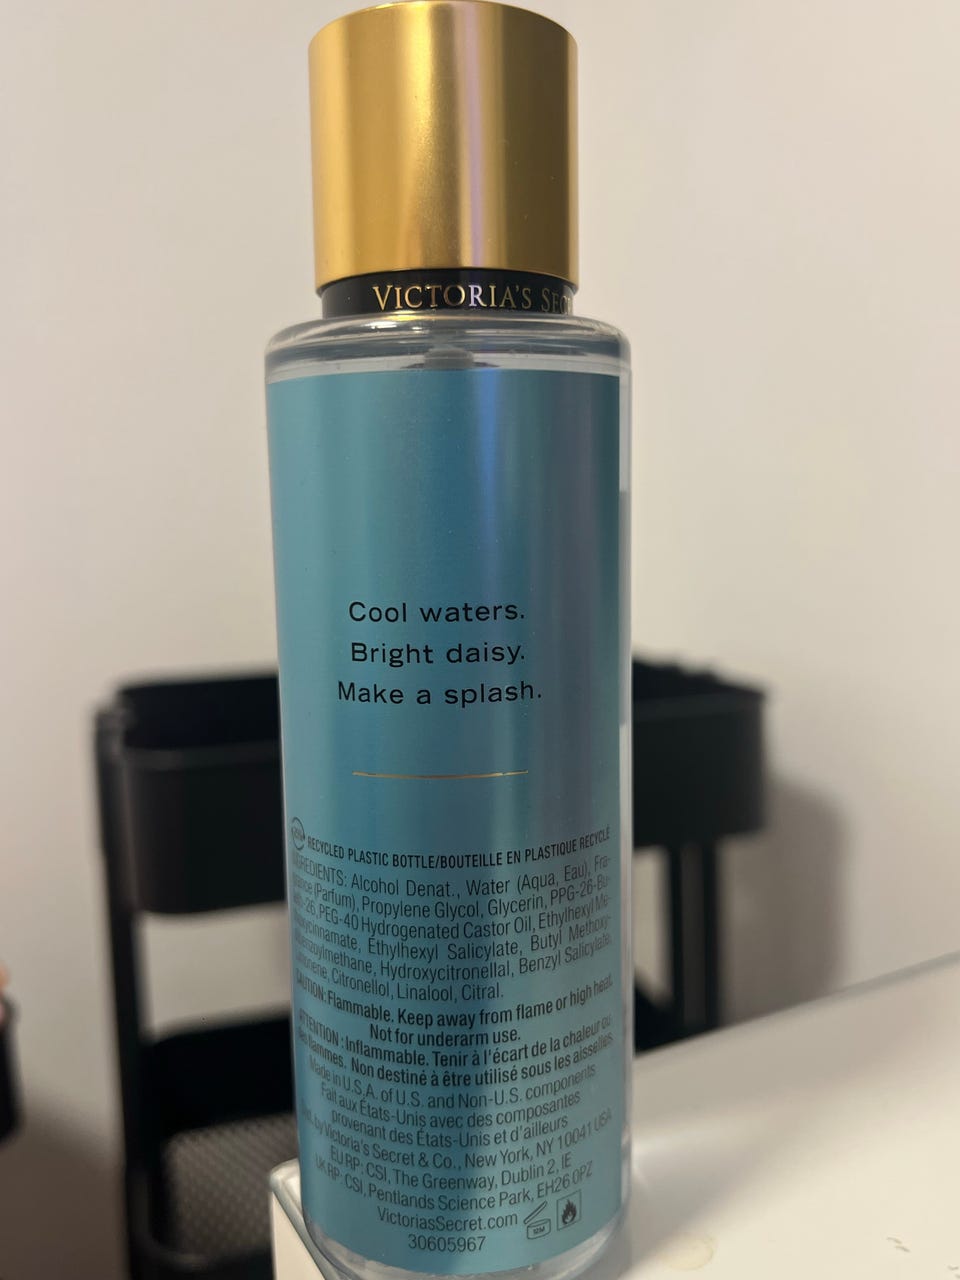 VICTORIA'S SEC
Cool waters.
Bright daisy.
Make a splash.
RECYCLED PLASTIC BOTTLE/BOUTEILLE EN PLASTIQUE RECYCLÉ
INGREDIENTS: Alcohol Denat., Water (Aqua, Eau), Fra-
grance (Parfum), Propylene Glycol, Glycerin, PPG-26-Bu-
teth-26, PEG-40 Hydrogenated Castor Oil, Ethylhexyl Me-
thoxycinnamate, Ethylhexyl Salicylate, Butyl Methoxy-
dibenzoylmethane, Hydroxycitronellal, Benzyl Salicylate,
Limonene, Citronellol, Linalool, Citral.
CAUTION: Flammable. Keep away from flame or high heat.
Not for underarm use.
ATTENTION : Inflammable. Tenir à l'écart de la chaleur ou
des flammes. Non destiné à être utilisé sous les aisselles.
Made in U.S.A. of U.S. and Non-U.S. components
Fait aux États-Unis avec des composantes
provenant des États-Unis et d'ailleurs
by Victoria's Secret & Co., New York, NY 10041 USA
EU RP: CSI, The Greenway, Dublin 2, IE
UK RP: CSI, Pentlands Science Park, EH26 0PZ
VictoriasSecret.com
30605967